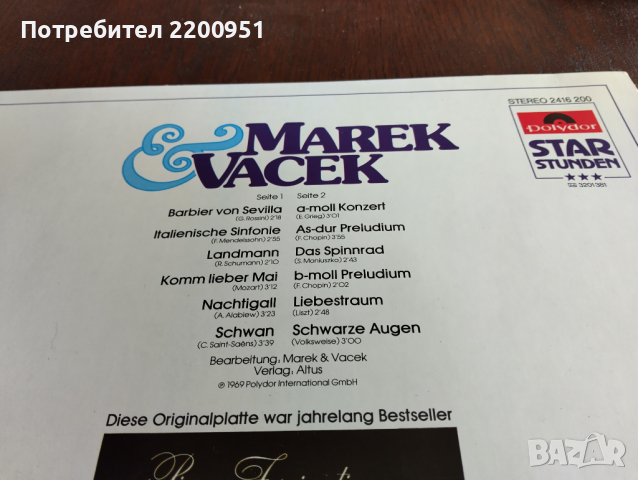 Потребител 2200951
STEREO 2416 200
Polydor
STAR
STUNDEN
3201381
& MAREK
VACEK
Seite 1
Barbier von Sevilla
(G. Rossini) 2'18
Italienische Sinfonie
(F. Mendelssohn) 2'55
Landmann
(R. Schumann) 2'10
Komm lieber Mai
(Mozart) 3'12
Nachtigall
(A. Alabiew) 3'23
Schwan
(C. Saint-Saëns) 3'39
Seite 2
a-moll Konzert
(E. Grieg) 3'01
As-dur Preludium
(F. Chopin) 3'55
Das Spinnrad
(S. Moniuszko) 2'43
b-moll Preludium
(F. Chopin) 2'02
Liebestraum
(Liszt) 2'48
Schwarze Augen
(Volksweise) 3'00
Bearbeitung: Marek & Vacek
Verlag: Altus
℗ 1969 Polydor International GmbH
Diese Originalplatte war jahrelang Bestseller
BAZAR